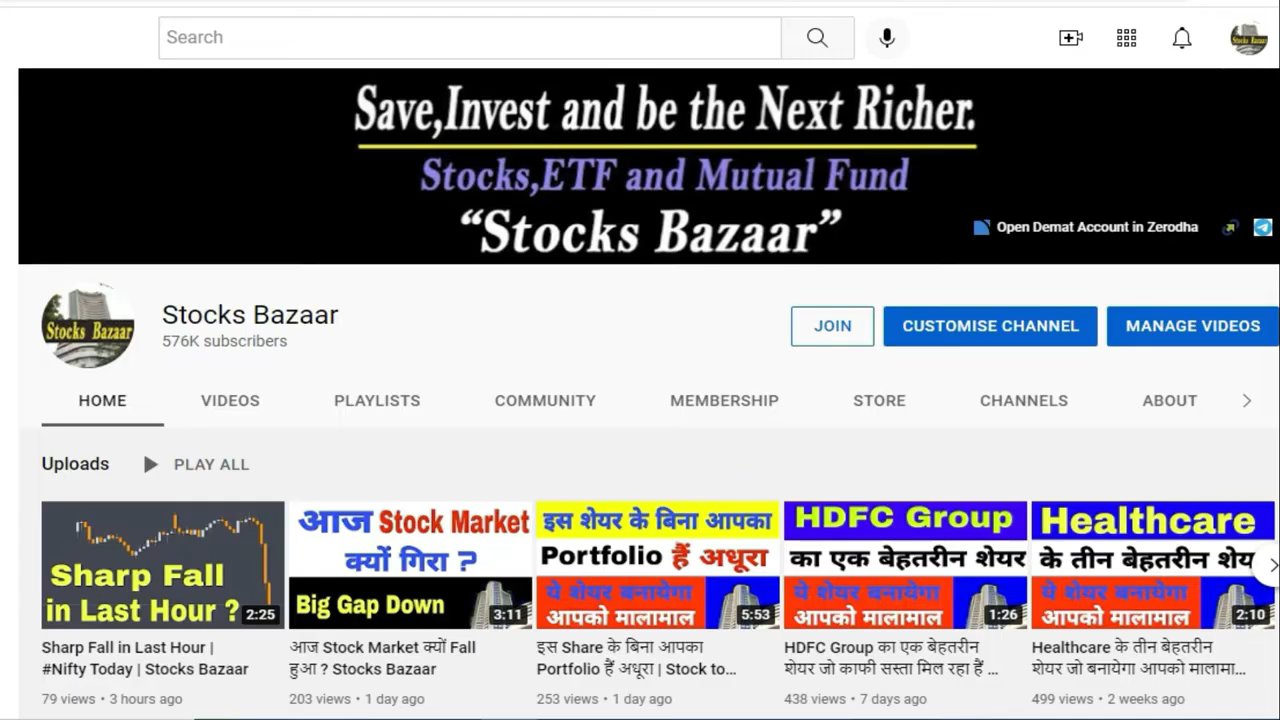 Search
Stocks Bazaar
Save,Invest and be the Next Richer.
Stocks,ETF and Mutual Fund
“Stocks Bazaar”
Open Demat Account in Zerodha
Stocks Bazaar
Stocks Bazaar
576K subscribers
JOIN
CUSTOMISE CHANNEL
MANAGE VIDEOS
HOME
VIDEOS
PLAYLISTS
COMMUNITY
MEMBERSHIP
STORE
CHANNELS
ABOUT
Uploads
PLAY ALL
Sharp Fall
in Last Hour ?
2:25
Sharp Fall in Last Hour |
#Nifty Today | Stocks Bazaar
79 views • 3 hours ago
आज Stock Market
क्यों गिरा ?
Big Gap Down
3:11
आज Stock Market क्यों Fall
हुआ ? Stocks Bazaar
203 views • 1 day ago
इस शेयर के बिना आपका
Portfolio हैं अधूरा
ये शेयर बनायेगा
आपको मालामाल
5:53
इस Share के बिना आपका
Portfolio हैं अधूरा | Stock to...
253 views • 1 day ago
HDFC Group
का एक बेहतरीन शेयर
ये शेयर बनायेगा
आपको मालामाल
1:26
HDFC Group का एक बेहतरीन
शेयर जो काफी सस्ता मिल रहा हैं ...
438 views • 7 days ago
Healthcare
के तीन बेहतरीन शेय
ये शेयर बनायेगा
आपको मालामाल
2:10
Healthcare के तीन बेहतरीन
शेयर जो बनायेगा आपको मालामा...
499 views • 2 weeks ago